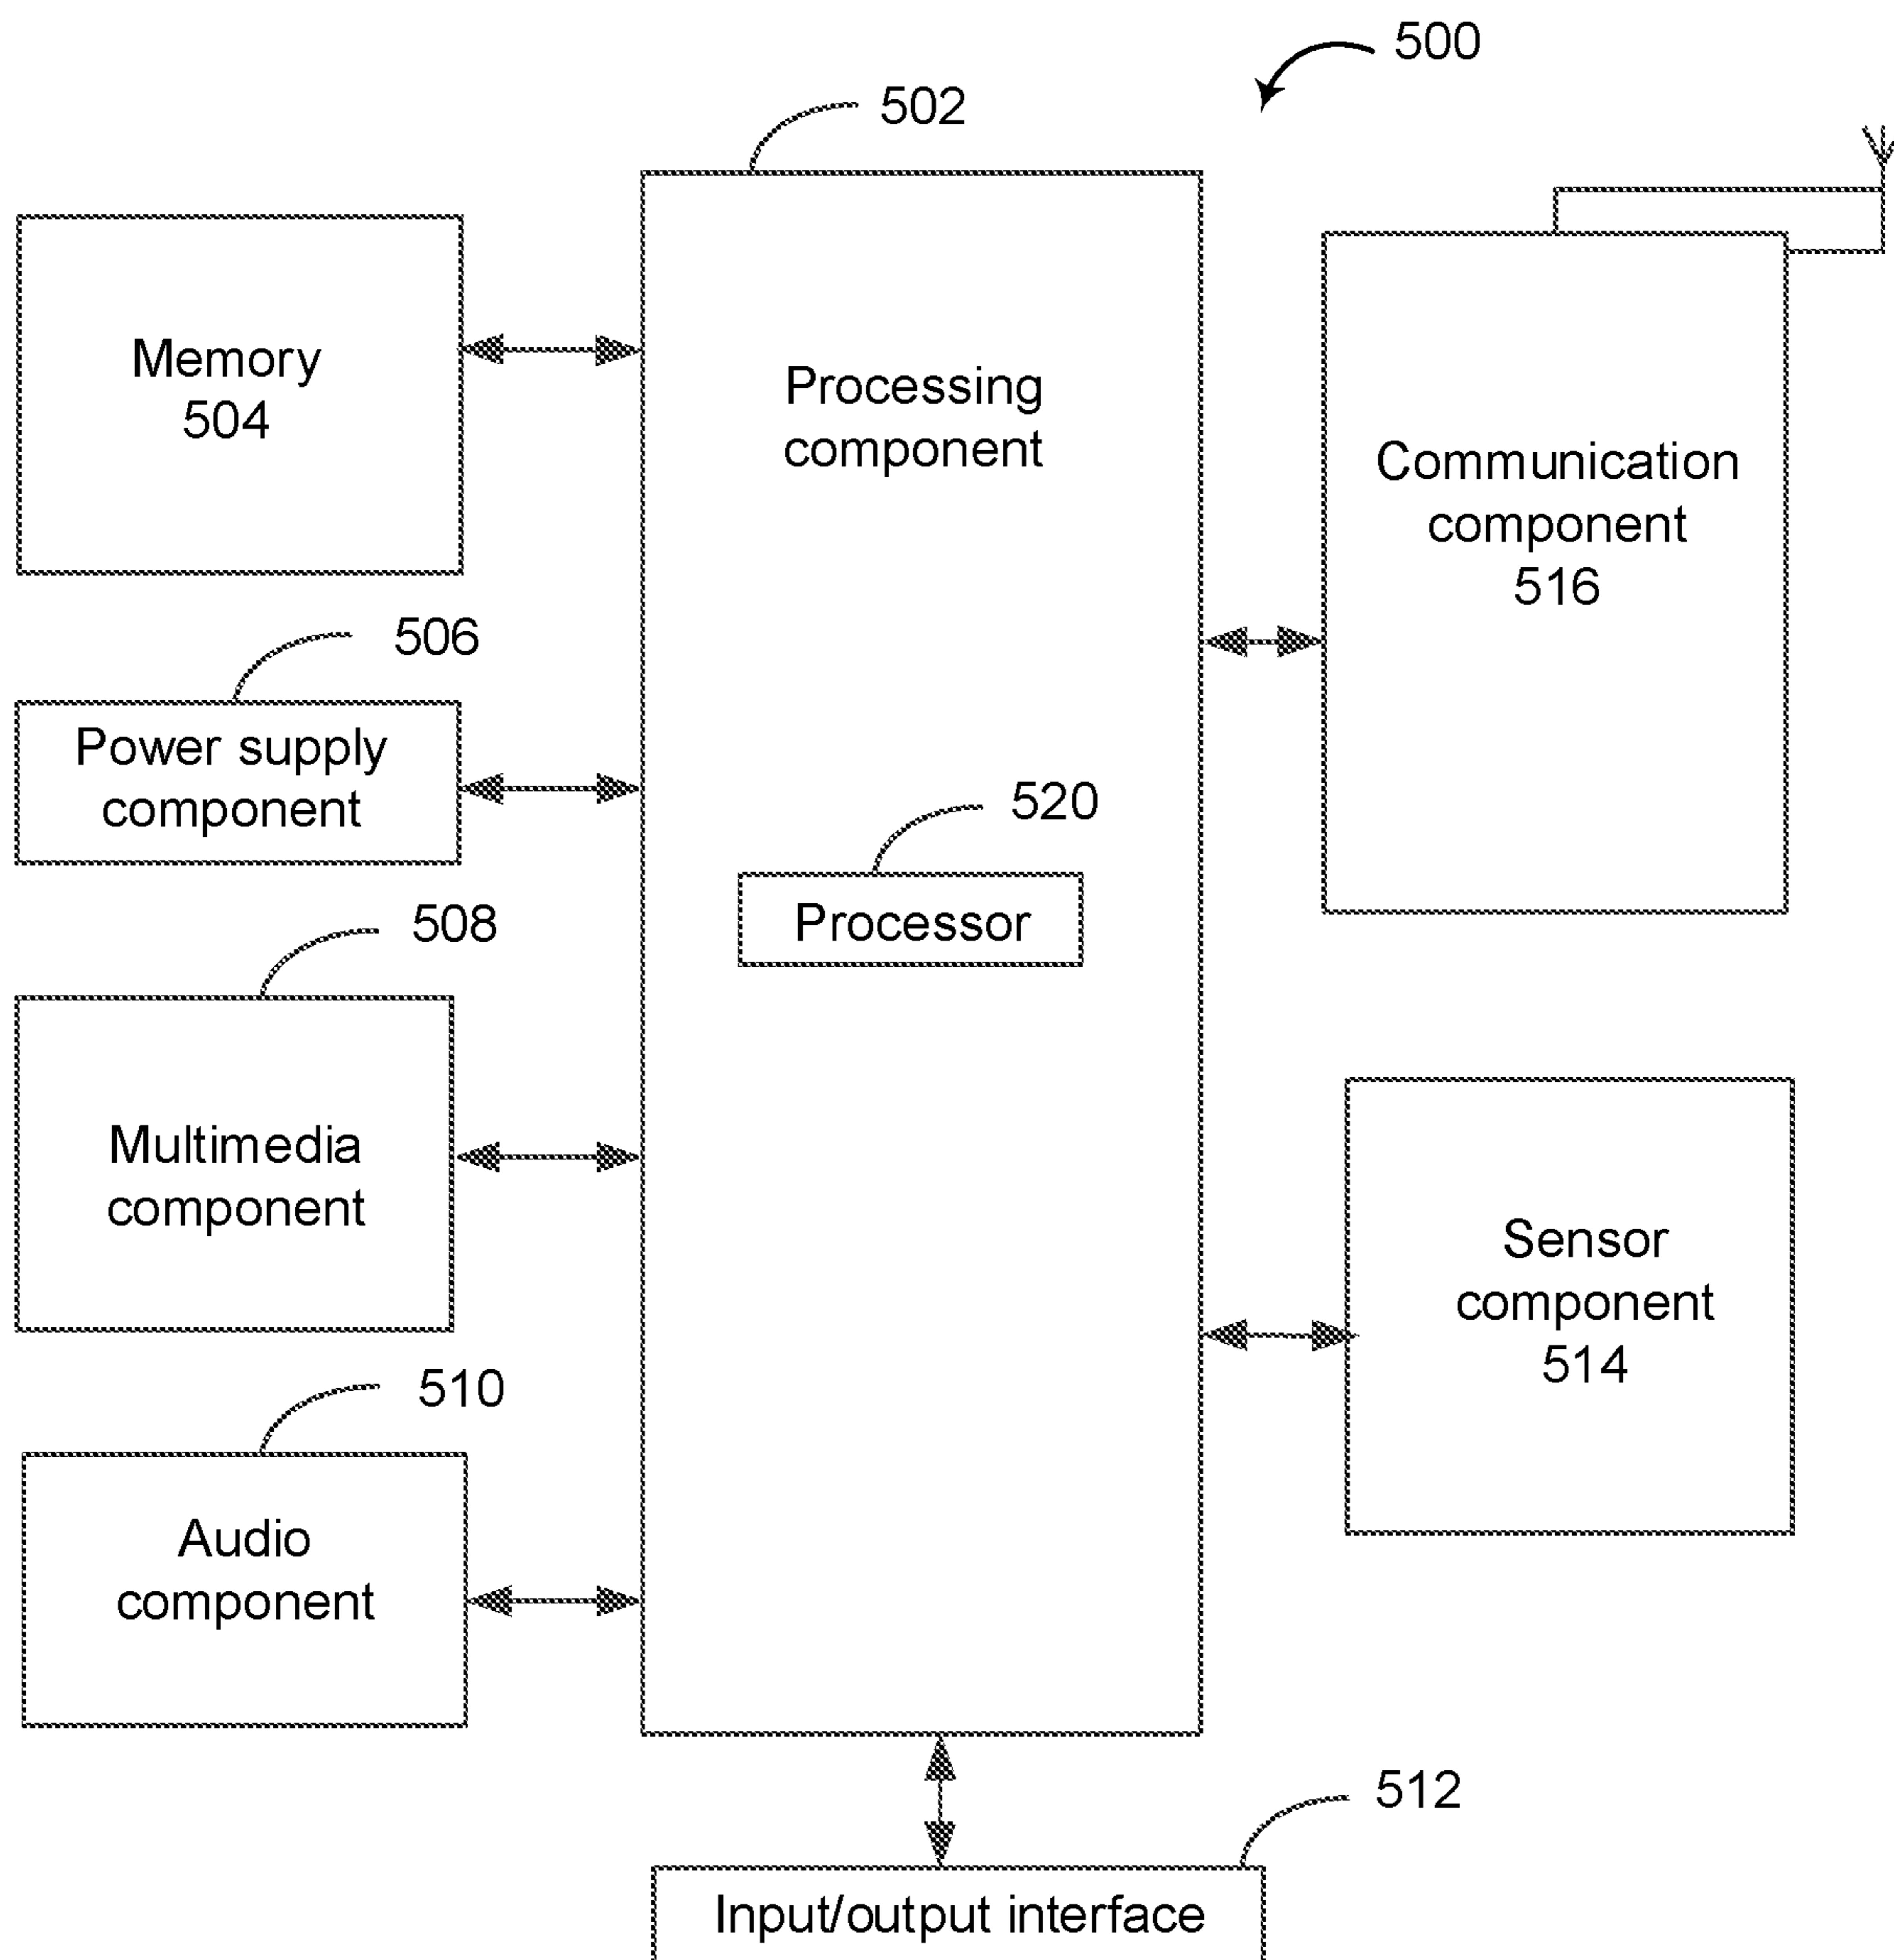 500
502
Memory
504
Processing
component
Communication
component
516
506
Power supply
component
520
Processor
508
Multimedia
component
Sensor
component
514
510
Audio
component
512
Input/output interface